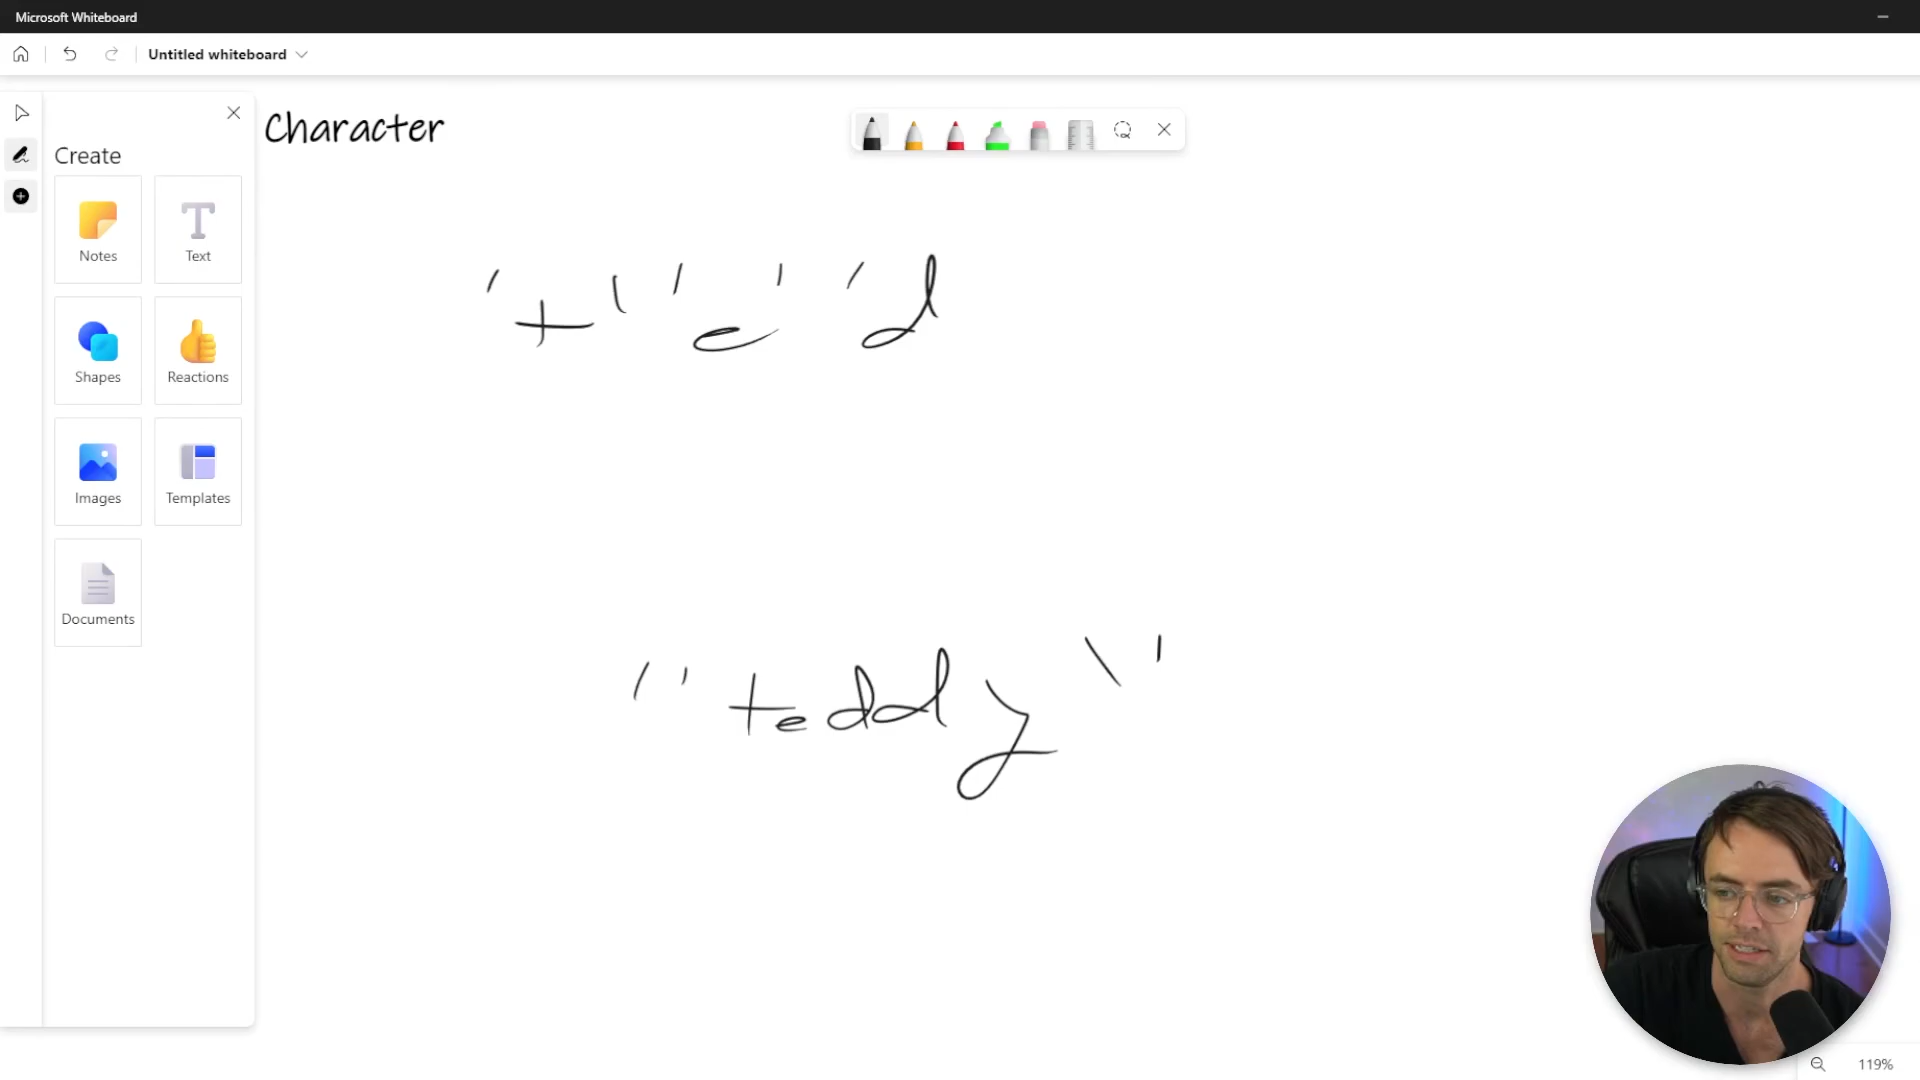 Microsoft Whiteboard
Untitled whiteboard
Character
Create
Notes
Text
Shapes
Reactions
Images
Templates
Documents
't' 'e' 'd
"teddy"
119%